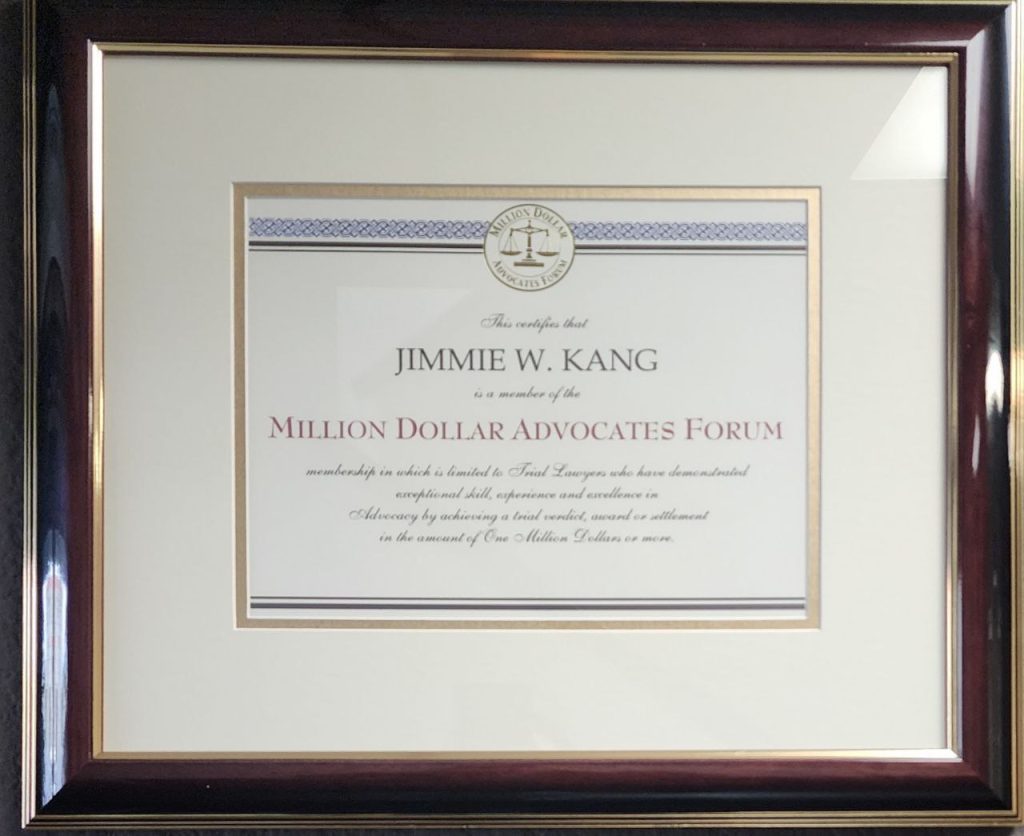 MILLION DOLLAR
ADVOCATES FORUM
This certifies that
JIMMIE W. KANG
is a member of the
MILLION DOLLAR ADVOCATES FORUM
membership in which is limited to Trial Lawyers who have demonstrated
exceptional skill, experience and excellence in
Advocacy by achieving a trial verdict, award or settlement
in the amount of One Million Dollars or more.